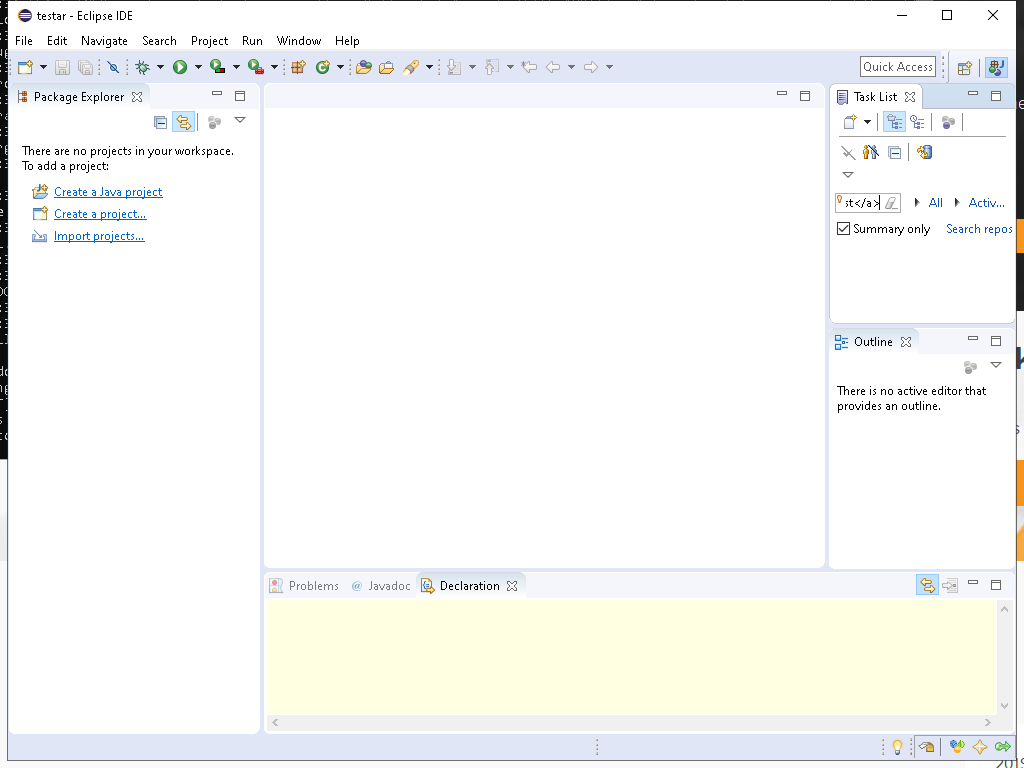 testar - Eclipse IDE
File Edit Navigate Search Project Run Window Help
Quick Access
Package Explorer
There are no projects in your workspace.
To add a project:
Create a Java project
Create a project...
Import projects...
Task List
st</a> All Activ...
Summary only Search repos
Outline
There is no active editor that
provides an outline.
Problems @ Javadoc Declaration